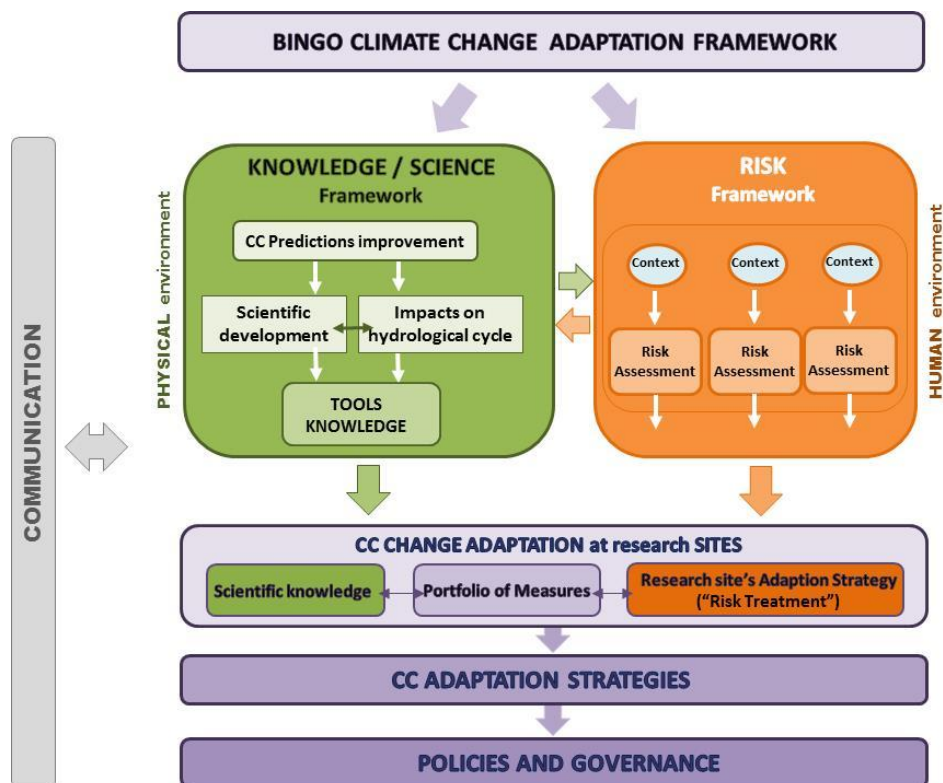 BINGO CLIMATE CHANGE ADAPTATION FRAMEWORK
COMMUNICATION
PHYSICAL environment
KNOWLEDGE / SCIENCE
Framework
CC Predictions improvement
Scientific
development
Impacts on
hydrological cycle
TOOLS
KNOWLEDGE
RISK
Framework
Context
Context
Context
Risk
Assessment
Risk
Assessment
Risk
Assessment
HUMAN environment
CC CHANGE ADAPTATION at research SITES
Scientific knowledge
Portfolio of Measures
Research site's Adaption Strategy
("Risk Treatment")
CC ADAPTATION STRATEGIES
POLICIES AND GOVERNANCE